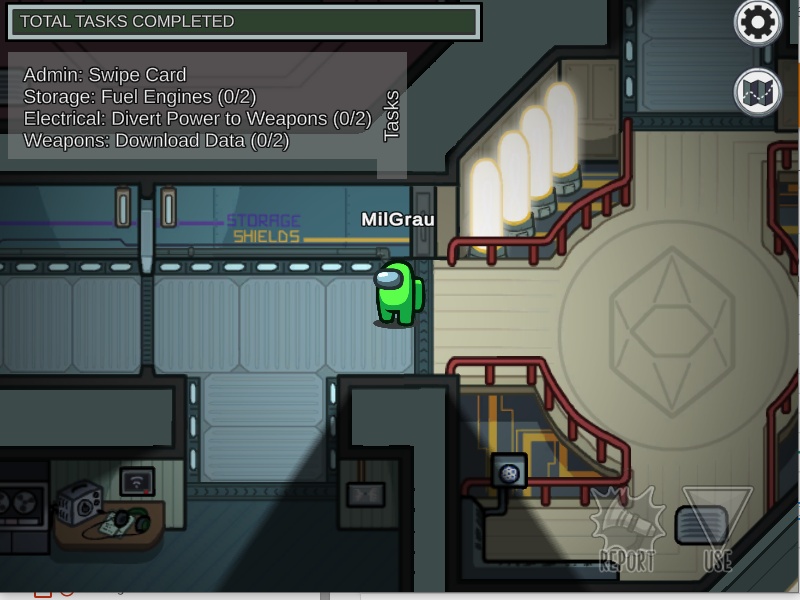 TOTAL TASKS COMPLETED
Admin: Swipe Card
Storage: Fuel Engines (0/2)
Electrical: Divert Power to Weapons (0/2)
Weapons: Download Data (0/2)
Tasks
MilGrau
STORAGE
SHIELDS
REPORT
USE